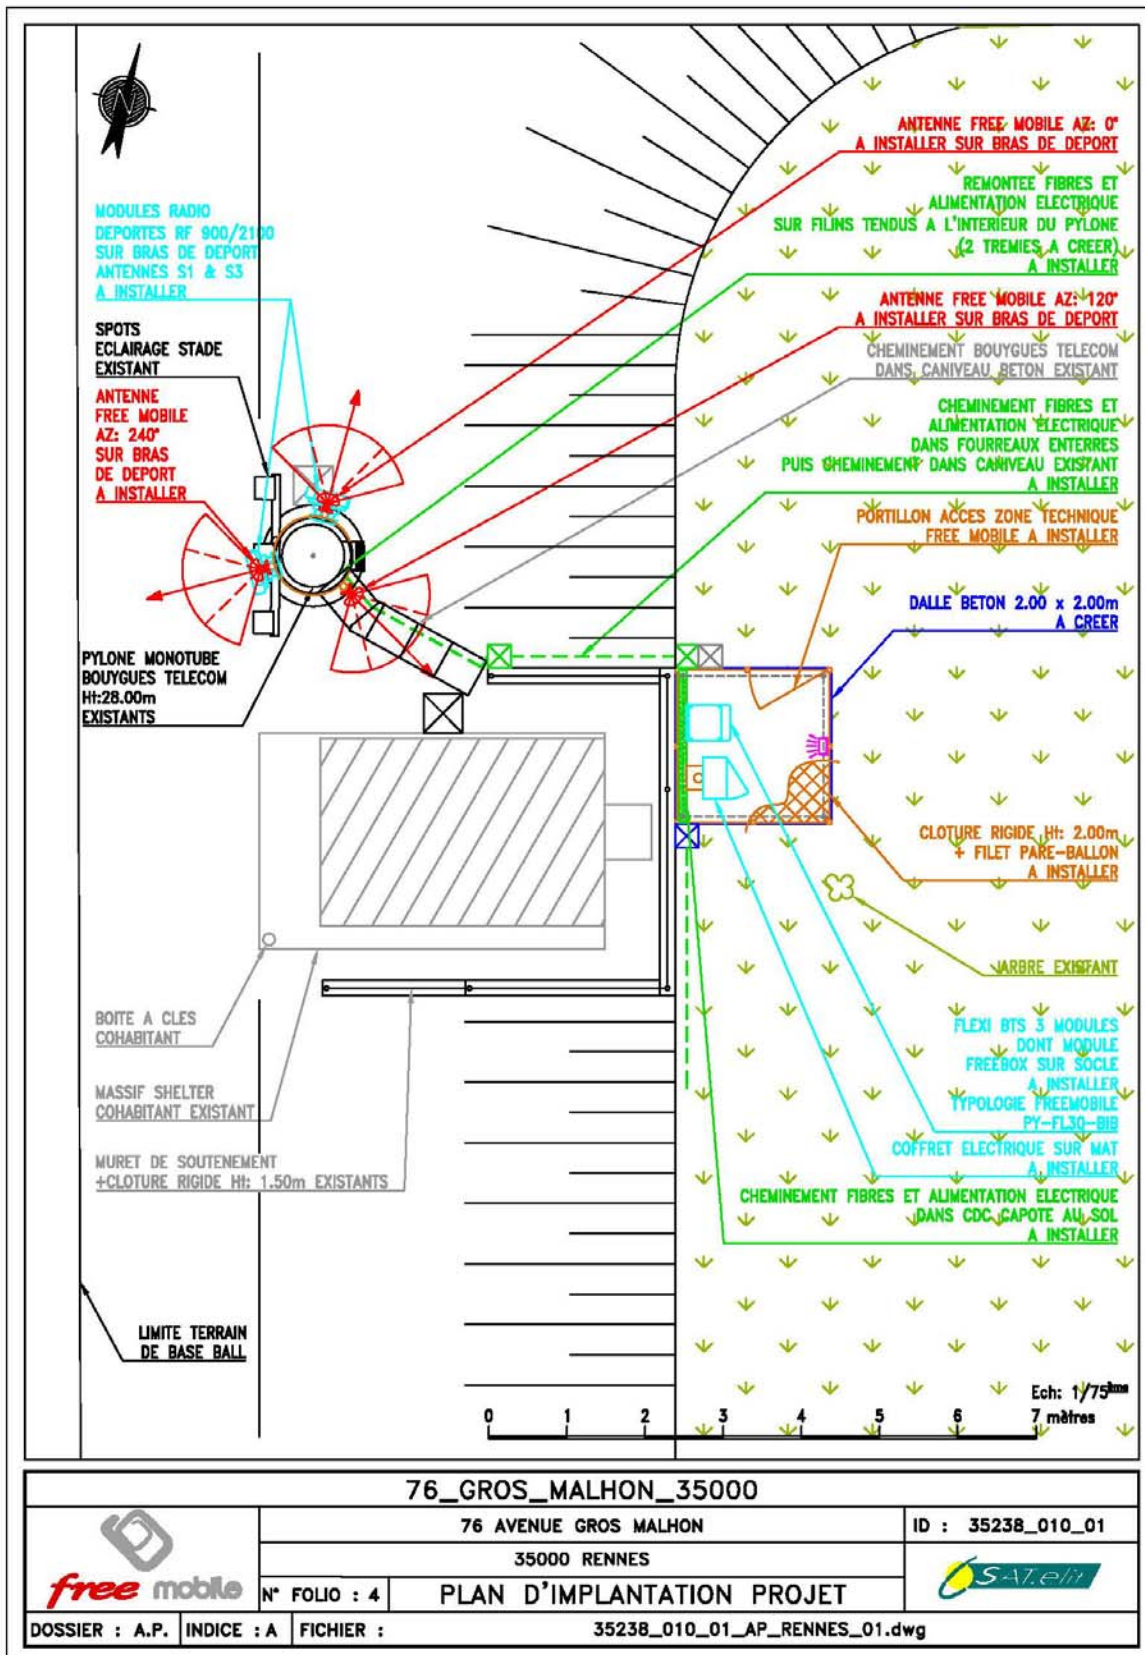 N
ANTENNE FREE MOBILE AZ: 0°
A INSTALLER SUR BRAS DE DEPORT
REMONTEE FIBRES ET
ALIMENTATION ELECTRIQUE
SUR FILINS TENDUS A L'INTERIEUR DU PYLONE
(2 TREMIES A CREER)
A INSTALLER
MODULES RADIO
DEPORTES RF 900/2100
SUR BRAS DE DEPORT
ANTENNES S1 & S3
A INSTALLER
ANTENNE FREE MOBILE AZ: 120°
A INSTALLER SUR BRAS DE DEPORT
SPOTS
ECLAIRAGE STADE
EXISTANT
CHEMINEMENT BOUYGUES TELECOM
DANS CANIVEAU BETON EXISTANT
ANTENNE
FREE MOBILE
AZ: 240°
SUR BRAS
DE DEPORT
A INSTALLER
CHEMINEMENT FIBRES ET
ALIMENTATION ELECTRIQUE
DANS FOURREAUX ENTERRES
PUIS CHEMINEMENT DANS CANIVEAU EXISTANT
A INSTALLER
PORTILLON ACCES ZONE TECHNIQUE
FREE MOBILE A INSTALLER
DALLE BETON 2.00 x 2.00m
A CREER
PYLONE MONOTUBE
BOUYGUES TELECOM
Ht:28.00m
EXISTANTS
CLOTURE RIGIDE Ht: 2.00m
+ FILET PARE-BALLON
A INSTALLER
ARBRE EXISTANT
BOITE A CLES
COHABITANT
FLEXI BTS 3 MODULES
DONT MODULE
FREEBOX SUR SOCLE
A INSTALLER
TYPOLOGIE FREEMOBILE
PY-FL30-BIB
MASSIF SHELTER
COHABITANT EXISTANT
COFFRET ELECTRIQUE SUR MAT
A INSTALLER
MURET DE SOUTENEMENT
+CLOTURE RIGIDE Ht: 1.50m EXISTANTS
CHEMINEMENT FIBRES ET ALIMENTATION ELECTRIQUE
DANS CDC CAPOTE AU SOL
A INSTALLER
LIMITE TERRAIN
DE BASE BALL
Ech: 1/75ème
0 1 2 3 4 5 6 7 mètres
76_GROS_MALHON_35000
76 AVENUE GROS MALHON
ID : 35238_010_01
35000 RENNES
free mobile
SAT.elit
N° FOLIO : 4
PLAN D'IMPLANTATION PROJET
DOSSIER : A.P.
INDICE : A
FICHIER : 35238_010_01_AP_RENNES_01.dwg